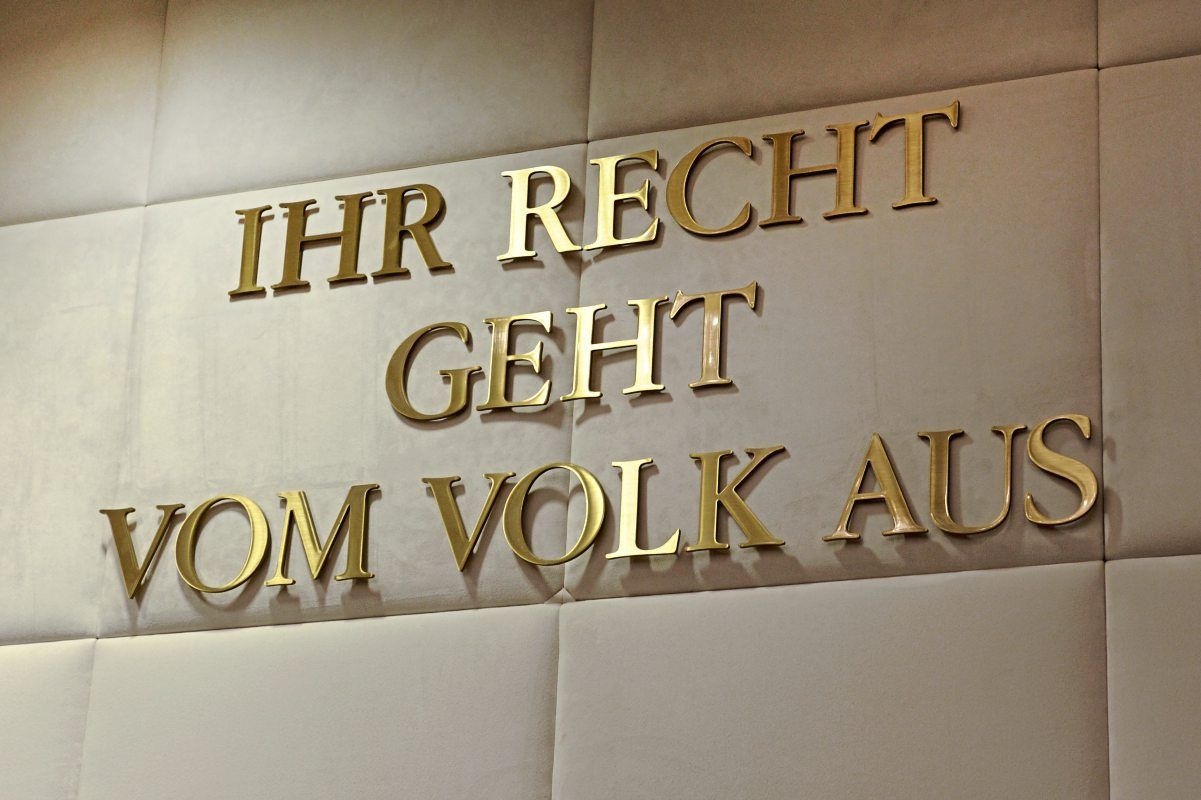 IHR RECHT
GEHT
VOM VOLK AUS